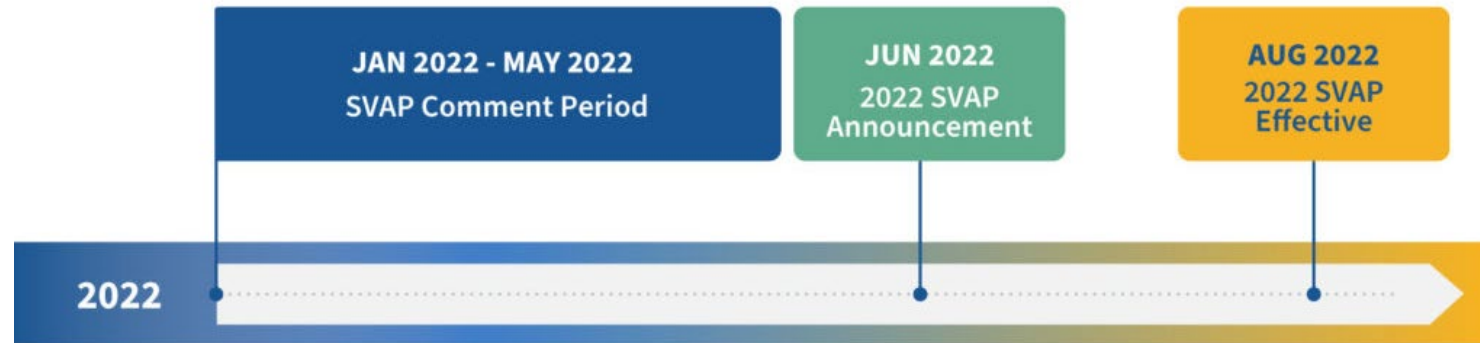 JAN 2022 - MAY 2022
SVAP Comment Period
JUN 2022
2022 SVAP
Announcement
AUG 2022
2022 SVAP
Effective
2022